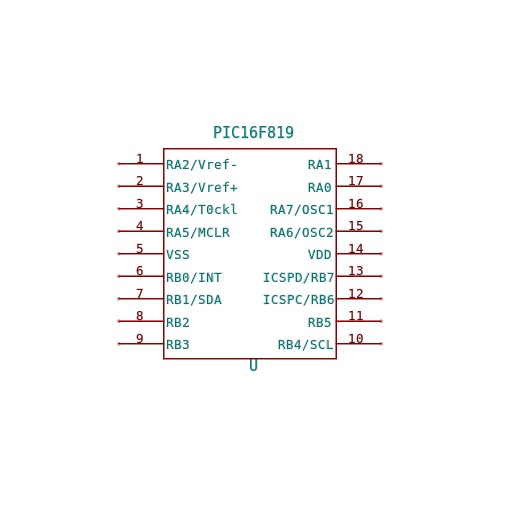 PIC16F819
1 RA2/Vref- RA1 18
2 RA3/Vref+ RA0 17
3 RA4/T0ckl RA7/OSC1 16
4 RA5/MCLR RA6/OSC2 15
5 VSS VDD 14
6 RB0/INT ICSPD/RB7 13
7 RB1/SDA ICSPC/RB6 12
8 RB2 RB5 11
9 RB3 RB4/SCL 10
U